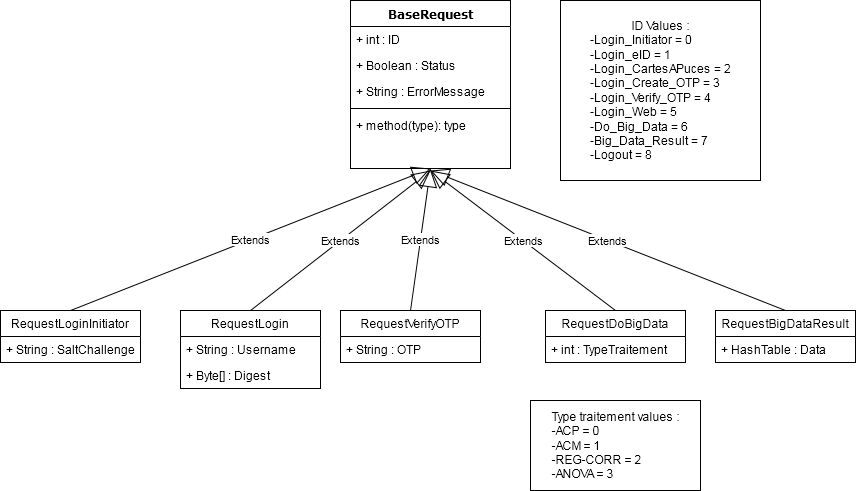 BaseRequest
+ int : ID
+ Boolean : Status
+ String : ErrorMessage
+ method(type): type
ID Values :
-Login_Initiator = 0
-Login_eID = 1
-Login_CartesAPuces = 2
-Login_Create_OTP = 3
-Login_Verify_OTP = 4
-Login_Web = 5
-Do_Big_Data = 6
-Big_Data_Result = 7
-Logout = 8
Extends
Extends
Extends
Extends
Extends
RequestLoginInitiator
+ String : SaltChallenge
RequestLogin
+ String : Username
+ Byte[] : Digest
RequestVerifyOTP
+ String : OTP
RequestDoBigData
+ int : TypeTraitement
RequestBigDataResult
+ HashTable : Data
Type traitement values :
-ACP = 0
-ACM = 1
-REG-CORR = 2
-ANOVA = 3